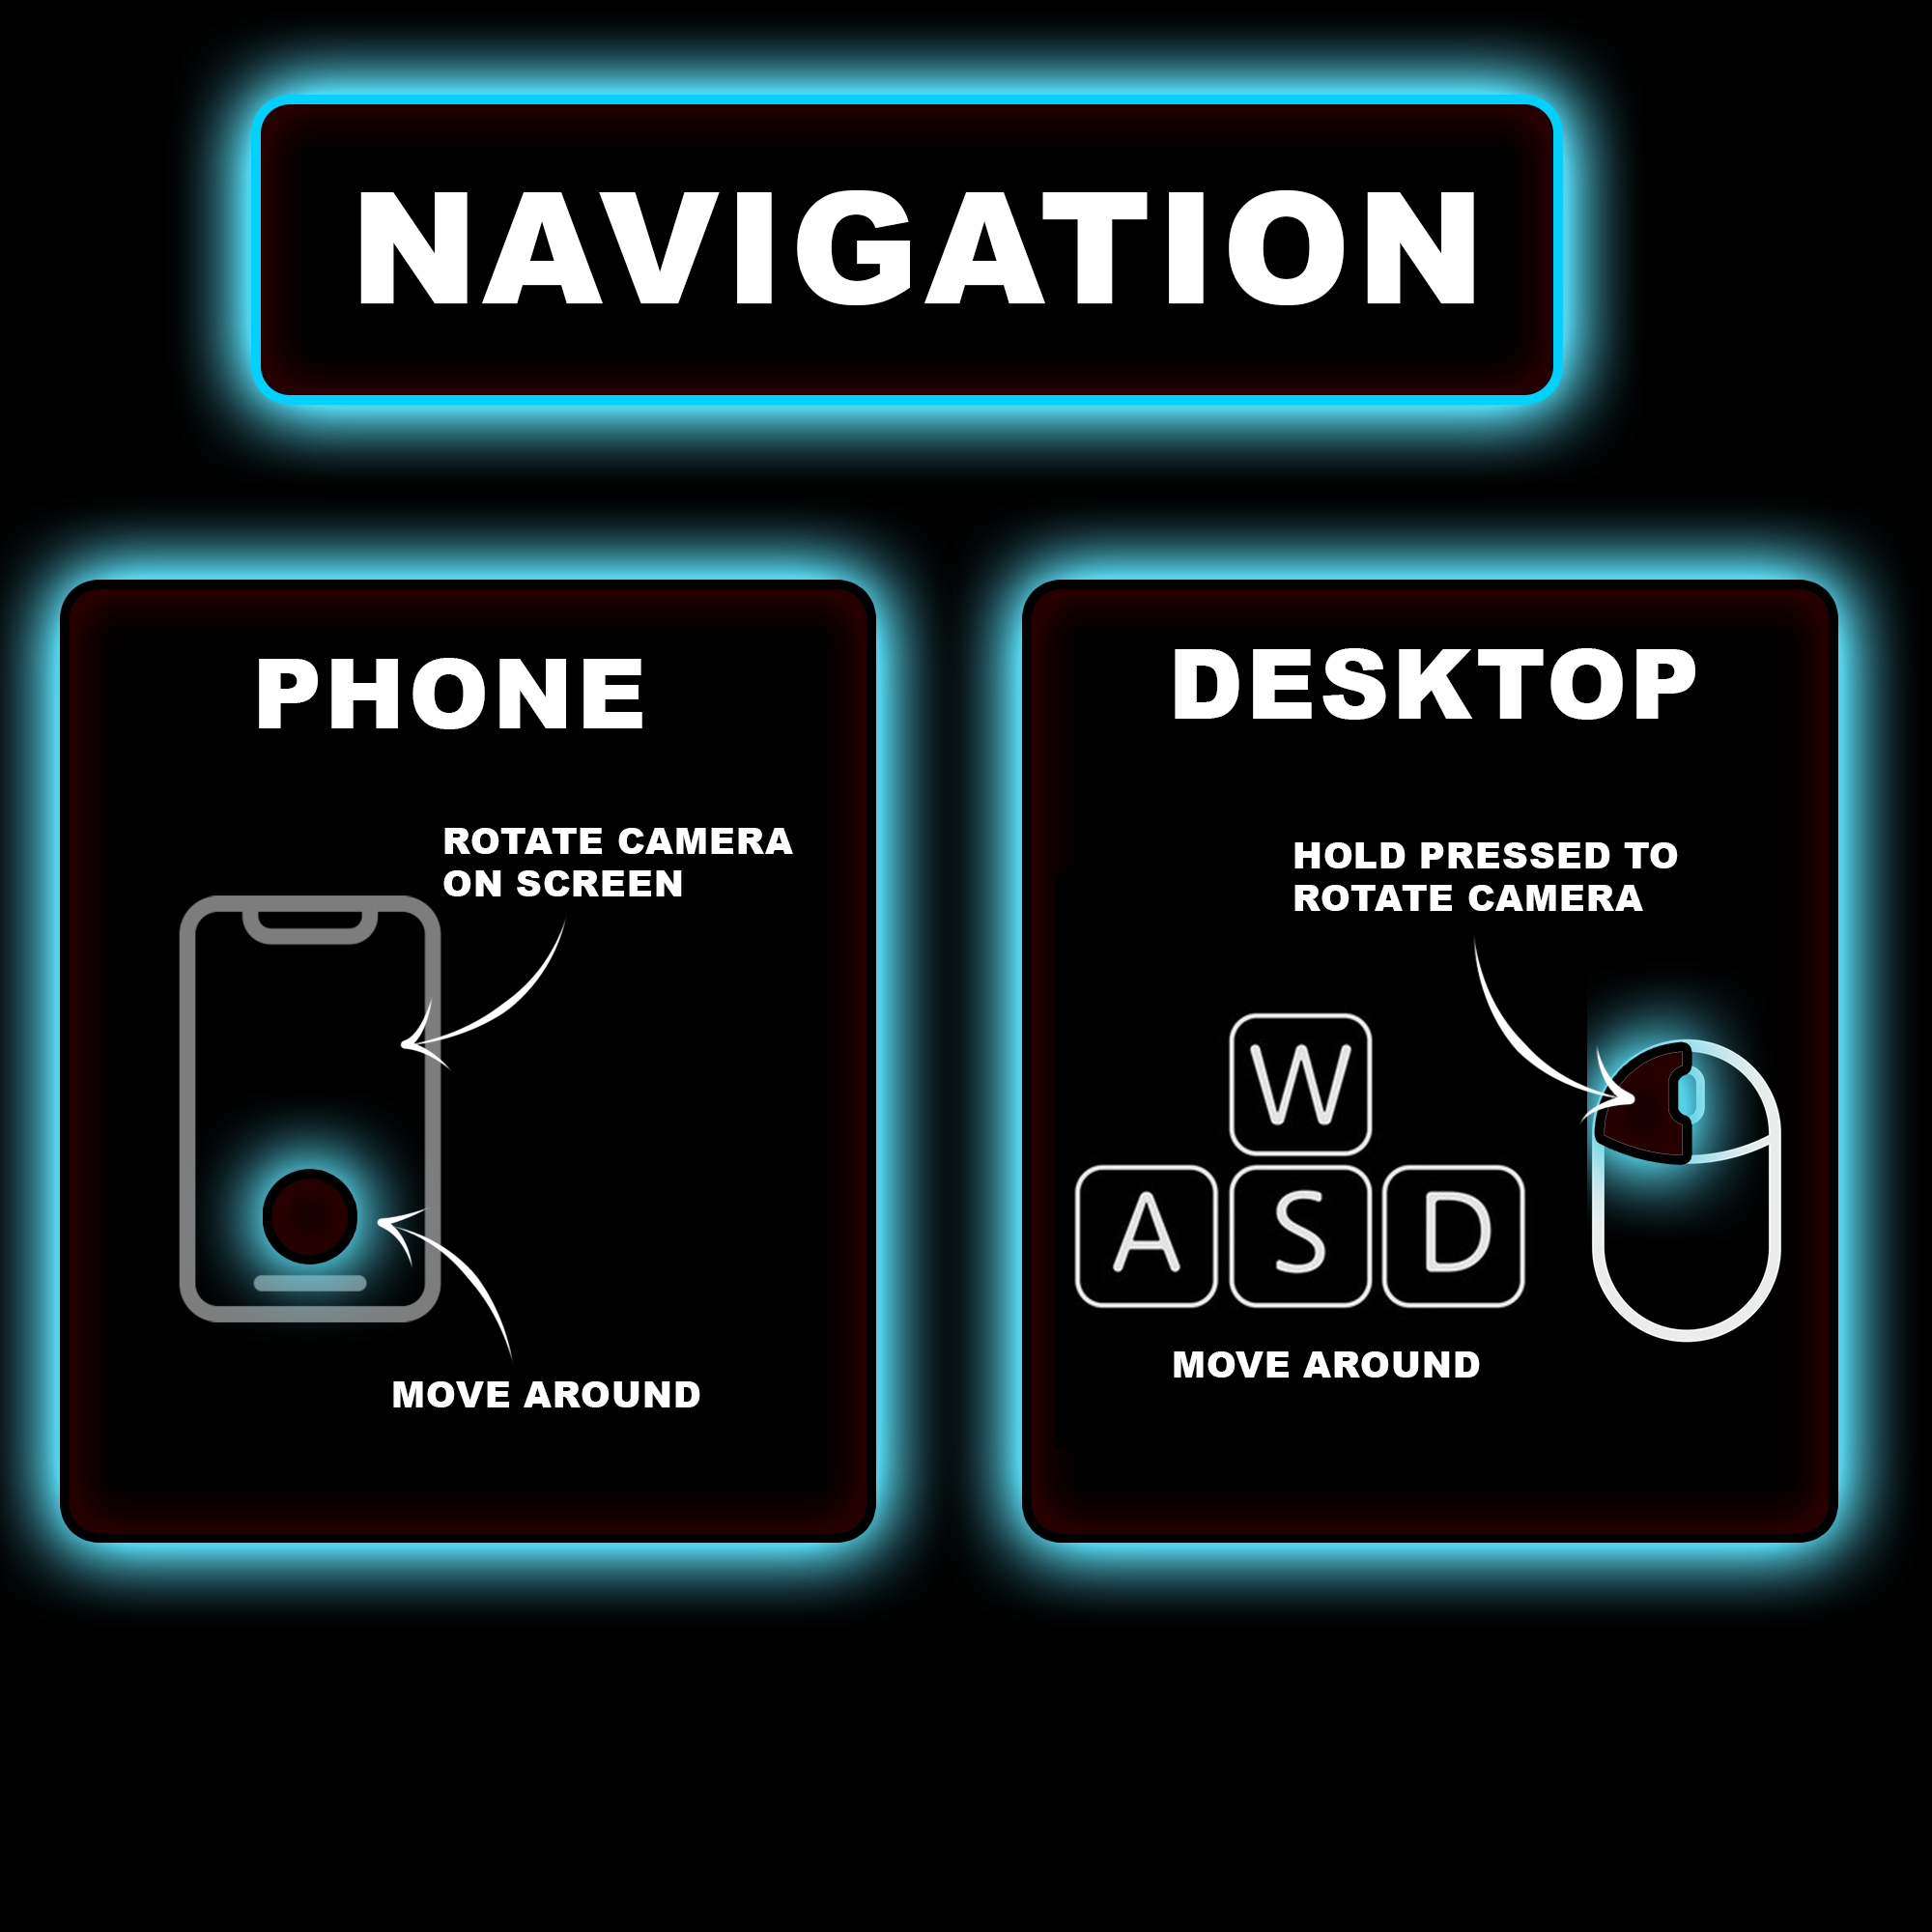 NAVIGATION
PHONE
ROTATE CAMERA
ON SCREEN
MOVE AROUND
DESKTOP
HOLD PRESSED TO
ROTATE CAMERA
W
A S D
MOVE AROUND